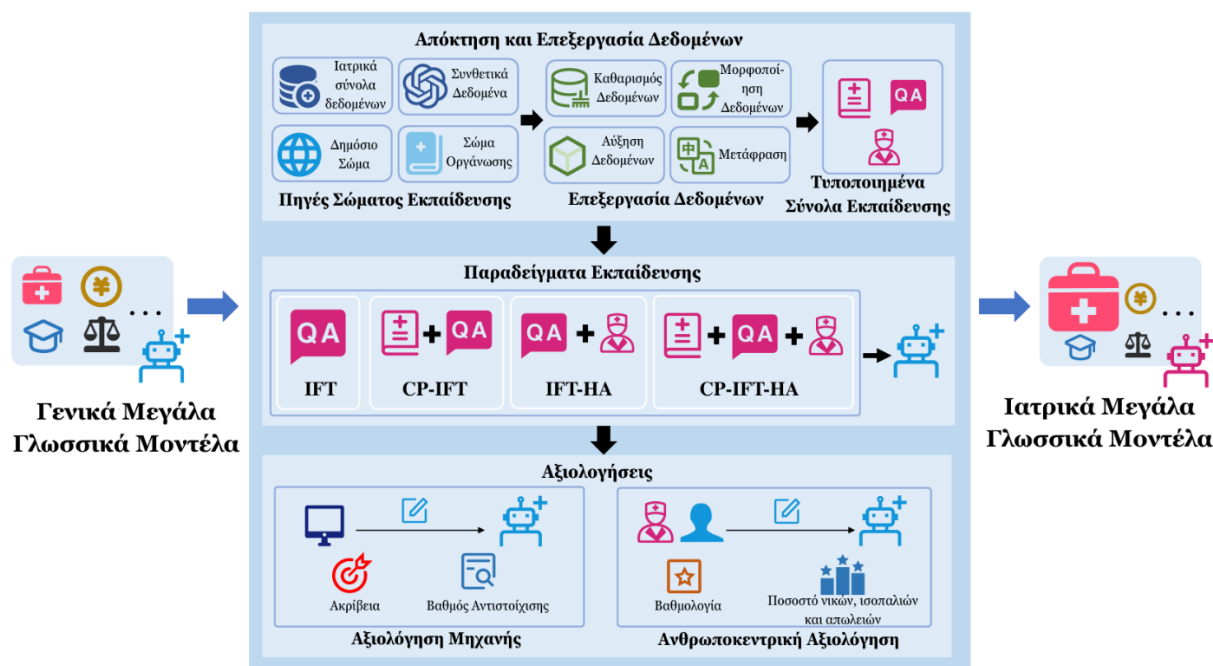 Απόκτηση και Επεξεργασία Δεδομένων
Ιατρικά
σύνολα
δεδομένων
Συνθετικά
Δεδομένα
Δημόσιο
Σώμα
Σώμα
Οργάνωσης
Πηγές Σώματος Εκπαίδευσης
Καθαρισμός
Δεδομένων
Μορφοποί-
ηση
Δεδομένων
Αύξηση
Δεδομένων
中
A
Μετάφραση
Επεξεργασία Δεδομένων
QA
Τυποποιημένα
Σύνολα Εκπαίδευσης
¥
...
Γενικά Μεγάλα
Γλωσσικά Μοντέλα
Παραδείγματα Εκπαίδευσης
QA
IFT
+ QA
CP-IFT
QA +
IFT-HA
+ QA +
CP-IFT-HA
¥
...
Ιατρικά Μεγάλα
Γλωσσικά Μοντέλα
Αξιολογήσεις
Ακρίβεια
Βαθμός Αντιστοίχισης
Αξιολόγηση Μηχανής
Βαθμολογία
Ποσοστό νικών, ισοπαλιών
και απωλειών
Ανθρωποκεντρική Αξιολόγηση